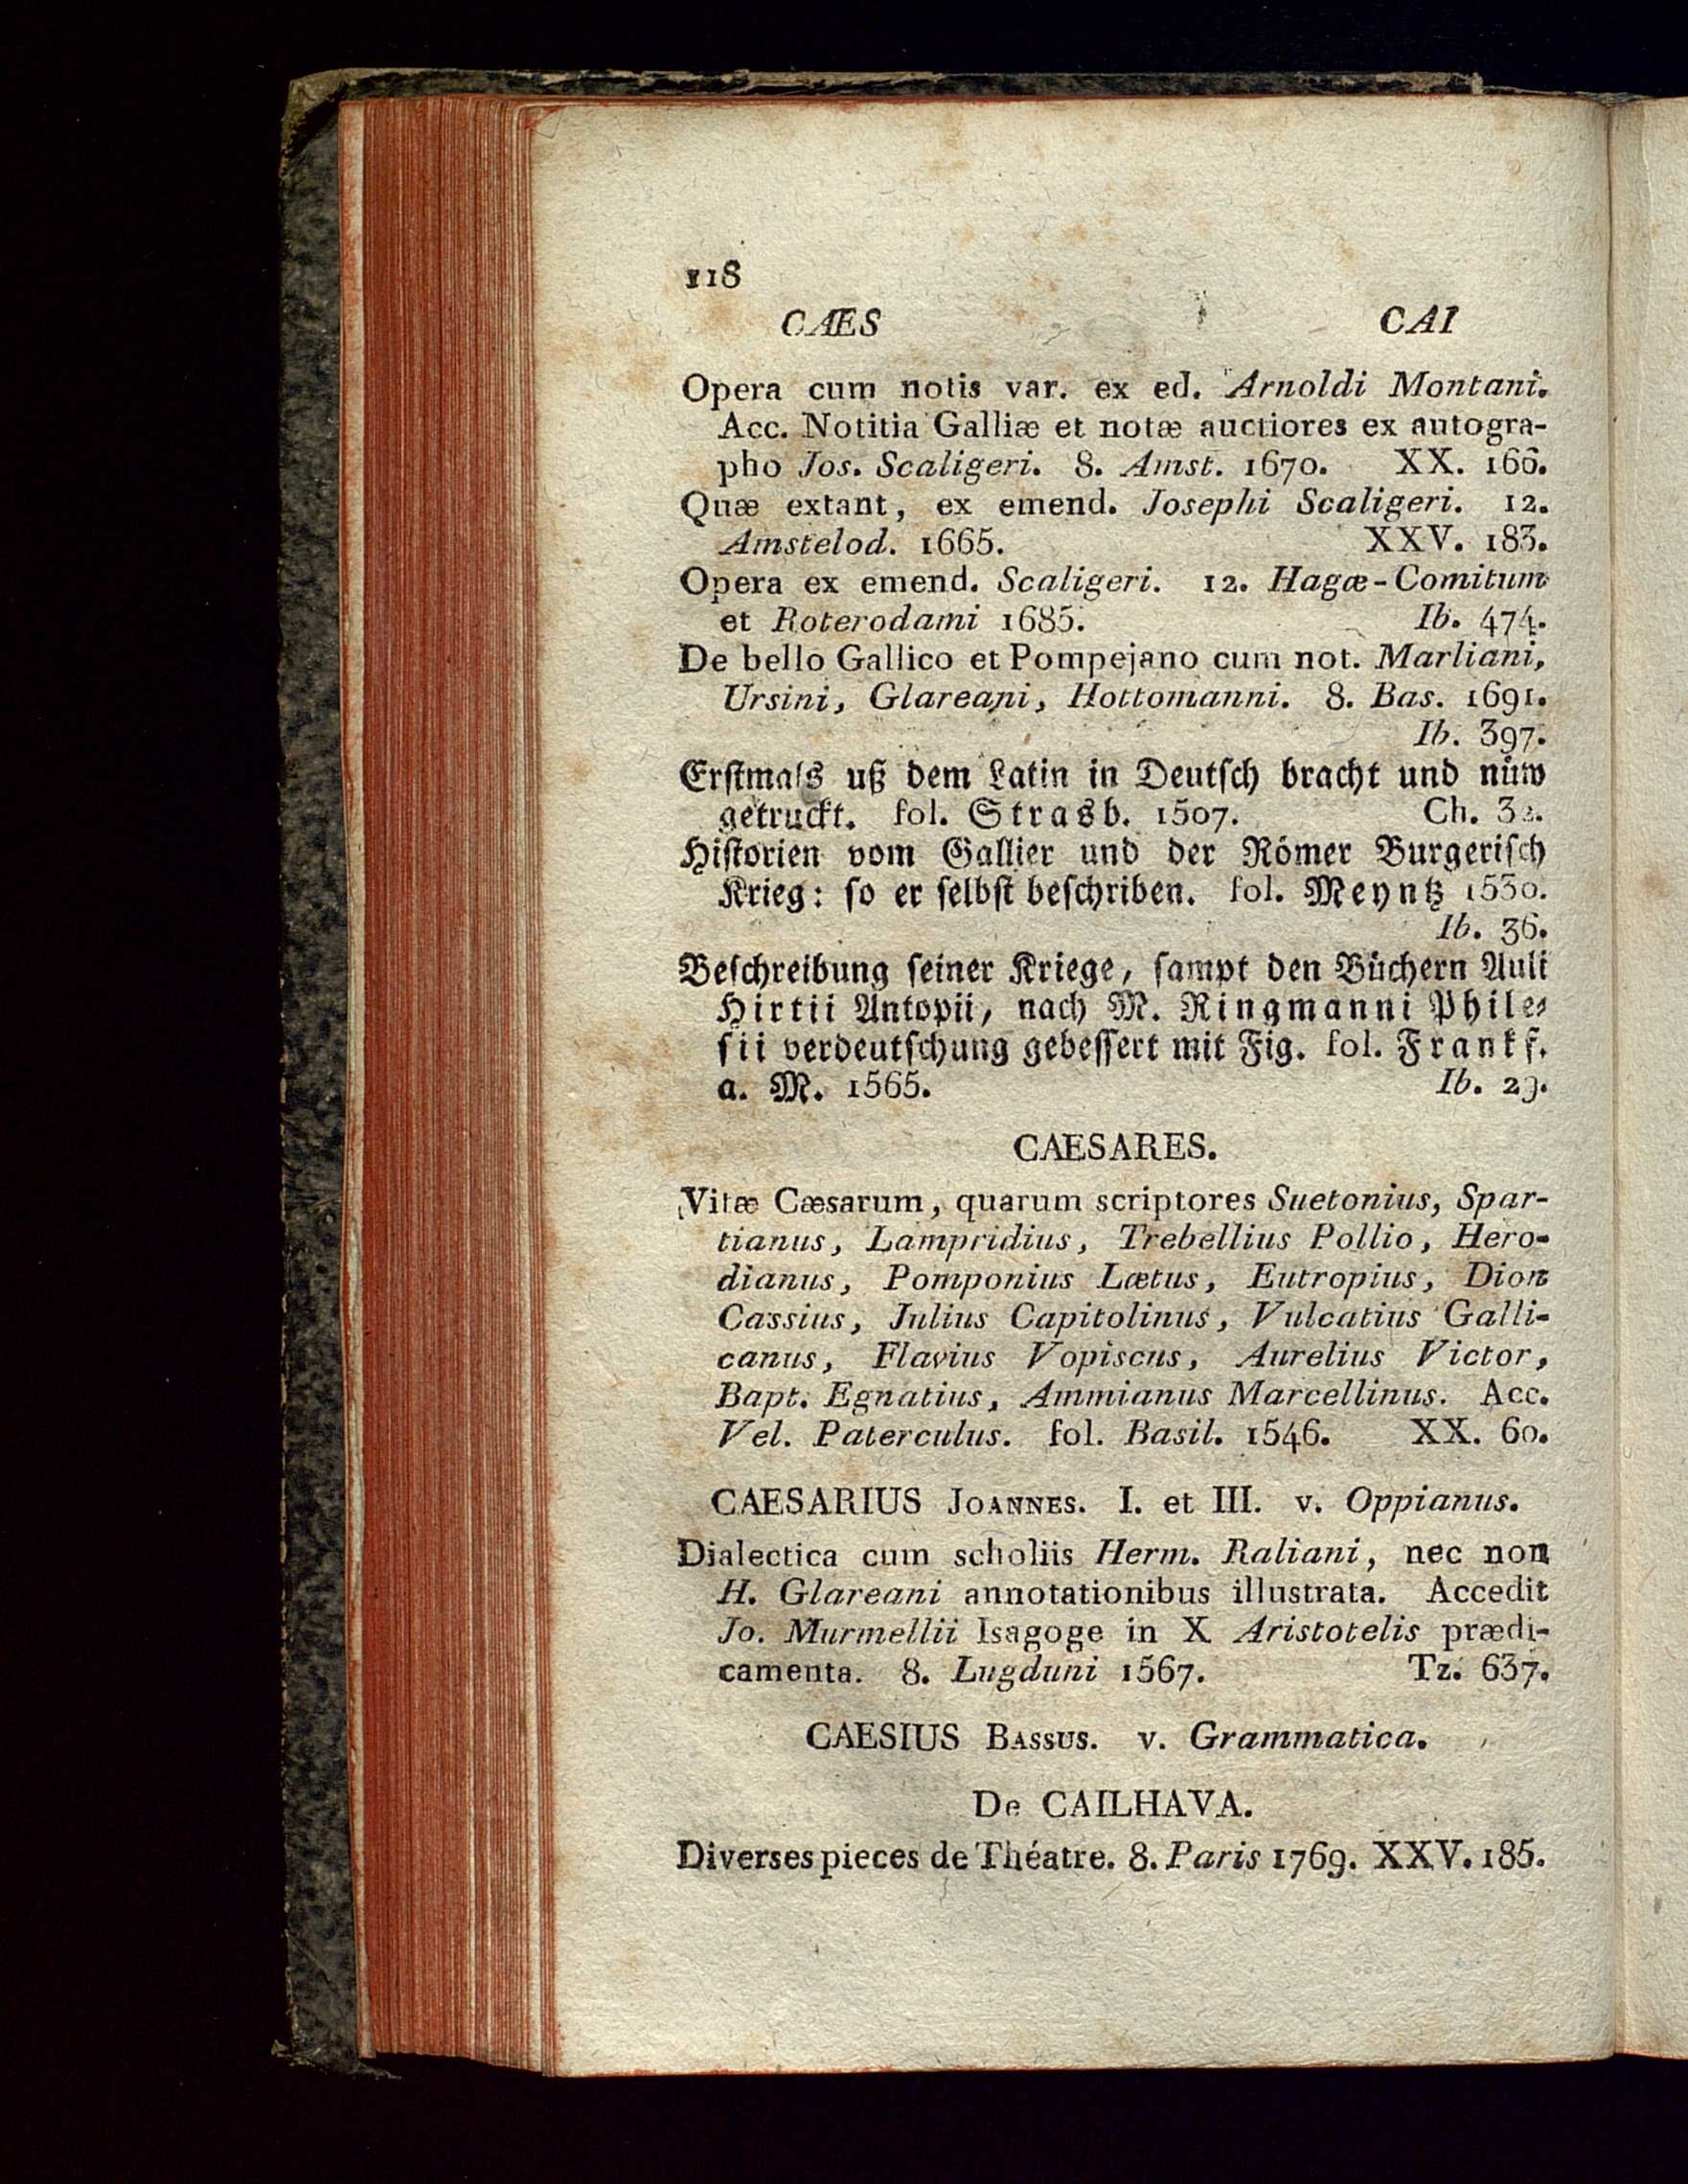 118
CAES CAI
Opera cum notis var. ex ed. Arnoldi Montani.
Acc. Notitia Galliæ et notæ auctiores ex autogra-
pho Jos. Scaligeri. 8. Amst. 1670. XX. 166.
Quæ extant, ex emend. Josephi Scaligeri. 12.
Amstelod. 1665. XXV. 183.
Opera ex emend. Scaligeri. 12. Hagæ-Comitum
et Roterodami 1685. Ib. 474.
De bello Gallico et Pompejano cum not. Marliani,
Ursini, Glareani, Hottomanni. 8. Bas. 1691.
Ib. 397.
Erstmals uß dem Latin in Deutsch bracht und nüw
getruckt. fol. Strasb. 1507. Ch. 32.
Historien vom Gallier und der Römer Burgerisch
Krieg: so er selbst beschriben. fol. Meyntz 1530.
Ib. 36.
Beschreibung seiner Kriege, sampt den Büchern Auli
Hirtii Antopii, nach M. Ringmanni Phile-
sii verdeutschung gebessert mit Fig. fol. Frankf.
a. M. 1565. Ib. 29.
CAESARES.
Vitæ Cæsarum, quarum scriptores Suetonius, Spar-
tianus, Lampridius, Trebellius Pollio, Hero-
dianus, Pomponius Lætus, Eutropius, Dion
Cassius, Julius Capitolinus, Vulcatius Galli-
canus, Flavius Vopiscus, Aurelius Victor,
Bapt. Egnatius, Ammianus Marcellinus. Acc.
Vel. Paterculus. fol. Basil. 1546. XX. 60.
CAESARIUS JOANNES. I. et III. v. Oppianus.
Dialectica cum scholiis Herm. Raliani, nec non
H. Glareani annotationibus illustrata. Accedit
Jo. Murmellii Isagoge in X Aristotelis prædi-
camenta. 8. Lugduni 1567. Tz. 637.
CAESIUS BASSUS. v. Grammatica.
De CAILHAVA.
Diverses pieces de Théatre. 8. Paris 1769. XXV. 185.